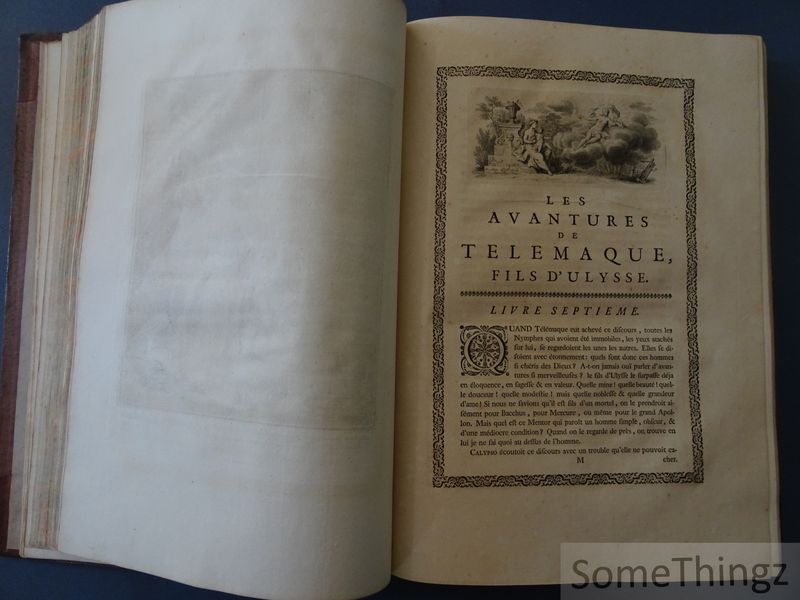 LES
AVANTURES
DE
TELEMAQUE,
FILS D'ULYSSE.
LIVRE SEPTIEME.
QUAND Télémaque eut achevé ce discours, toutes les
Nymphes qui avoient été immobiles, les yeux attachés
sur lui, se regardoient les unes les autres. Elles se di-
soient avec étonnement: quels sont donc ces hommes
si chéris des Dieux? A-t-on jamais ouï parler d'avan-
tures si merveilleuses? le fils d'Ulysse le surpasse déja
en éloquence, en sagesse & en valeur. Quelle mine! quelle beauté! quel-
le douceur! quelle modestie! mais quelle noblesse & quelle grandeur
d'ame! Si nous ne savions qu'il est fils d'un mortel, on le prendroit ai-
sément pour Bacchus, pour Mercure, ou même pour le grand Apol-
lon. Mais quel est ce Mentor qui paroît un homme simple, obscur, &
d'une médiocre condition? Quand on le regarde de près, on trouve en
lui je ne sai quoi au dessus de l'homme.
CALYPSO écoutoit ce discours avec un trouble qu'elle ne pouvoit ca-
M cher.
SomeThingz